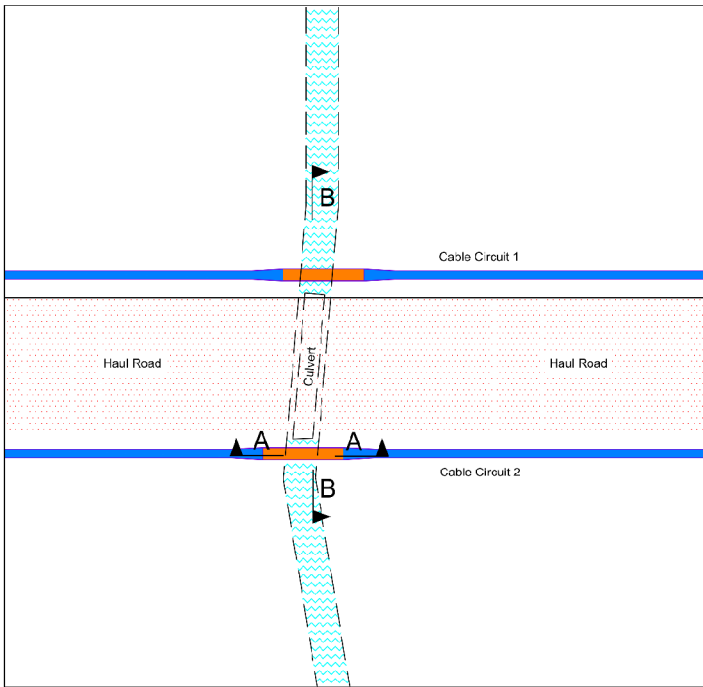 B
Cable Circuit 1
Haul Road
Culvert
Haul Road
A
A
Cable Circuit 2
B